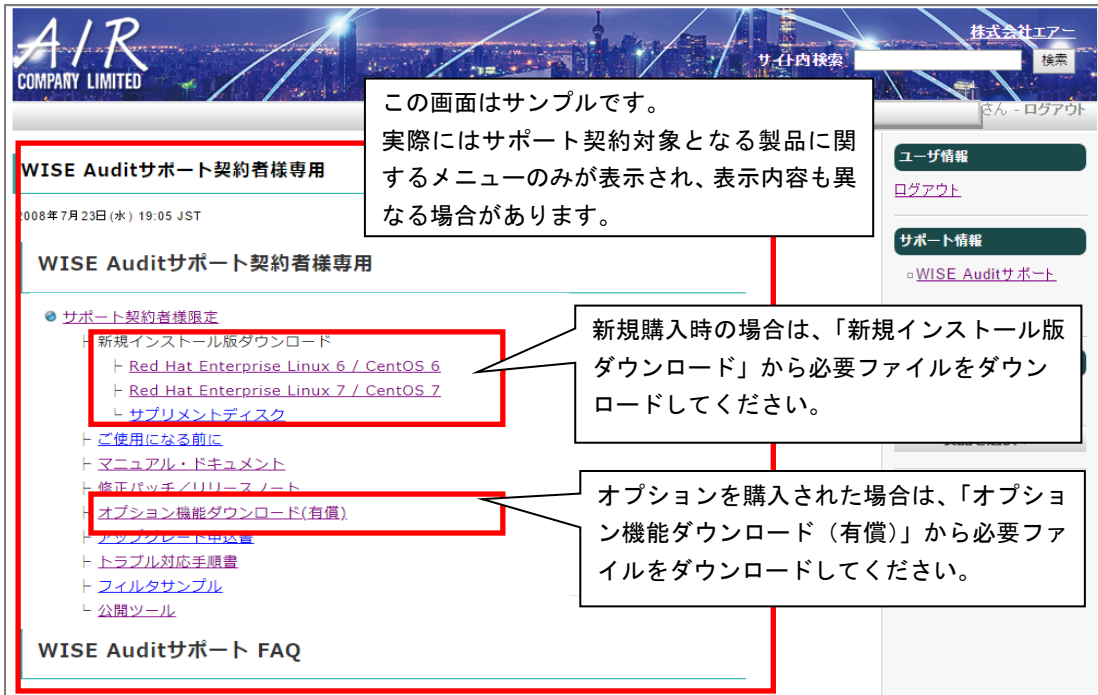 AIR
COMPANY LIMITED
株式会社エアー
サイト内検索
検索
さん - ログアウト
この画面はサンプルです。
実際にはサポート契約対象となる製品に関
するメニューのみが表示され、表示内容も異
なる場合があります。
WISE Auditサポート契約者様専用
2008年7月23日(水) 19:05 JST
WISE Auditサポート契約者様専用
サポート契約者様限定
├ 新規インストール版ダウンロード
├ Red Hat Enterprise Linux 6 / CentOS 6
├ Red Hat Enterprise Linux 7 / CentOS 7
└ サプリメントディスク
├ ご使用になる前に
├ マニュアル・ドキュメント
├ 修正パッチ/リリースノート
├ オプション機能ダウンロード(有償)
├ アップグレード申込書
├ トラブル対応手順書
├ フィルタサンプル
└ 公開ツール
WISE Auditサポート FAQ
新規購入時の場合は、「新規インストール版
ダウンロード」から必要ファイルをダウン
ロードしてください。
オプションを購入された場合は、「オプショ
ン機能ダウンロード（有償）」から必要ファ
イルをダウンロードしてください。
ユーザ情報
ログアウト
サポート情報
WISE Auditサポート